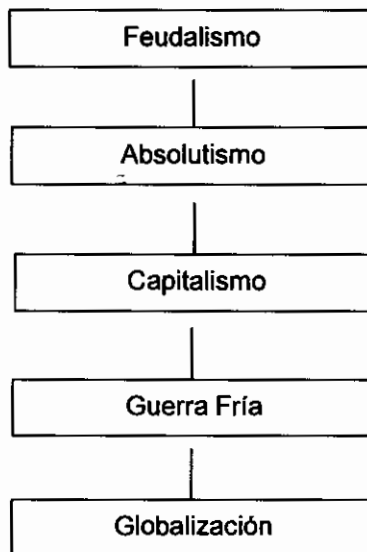 Feudalismo
Absolutismo
Capitalismo
Guerra Fría
Globalización